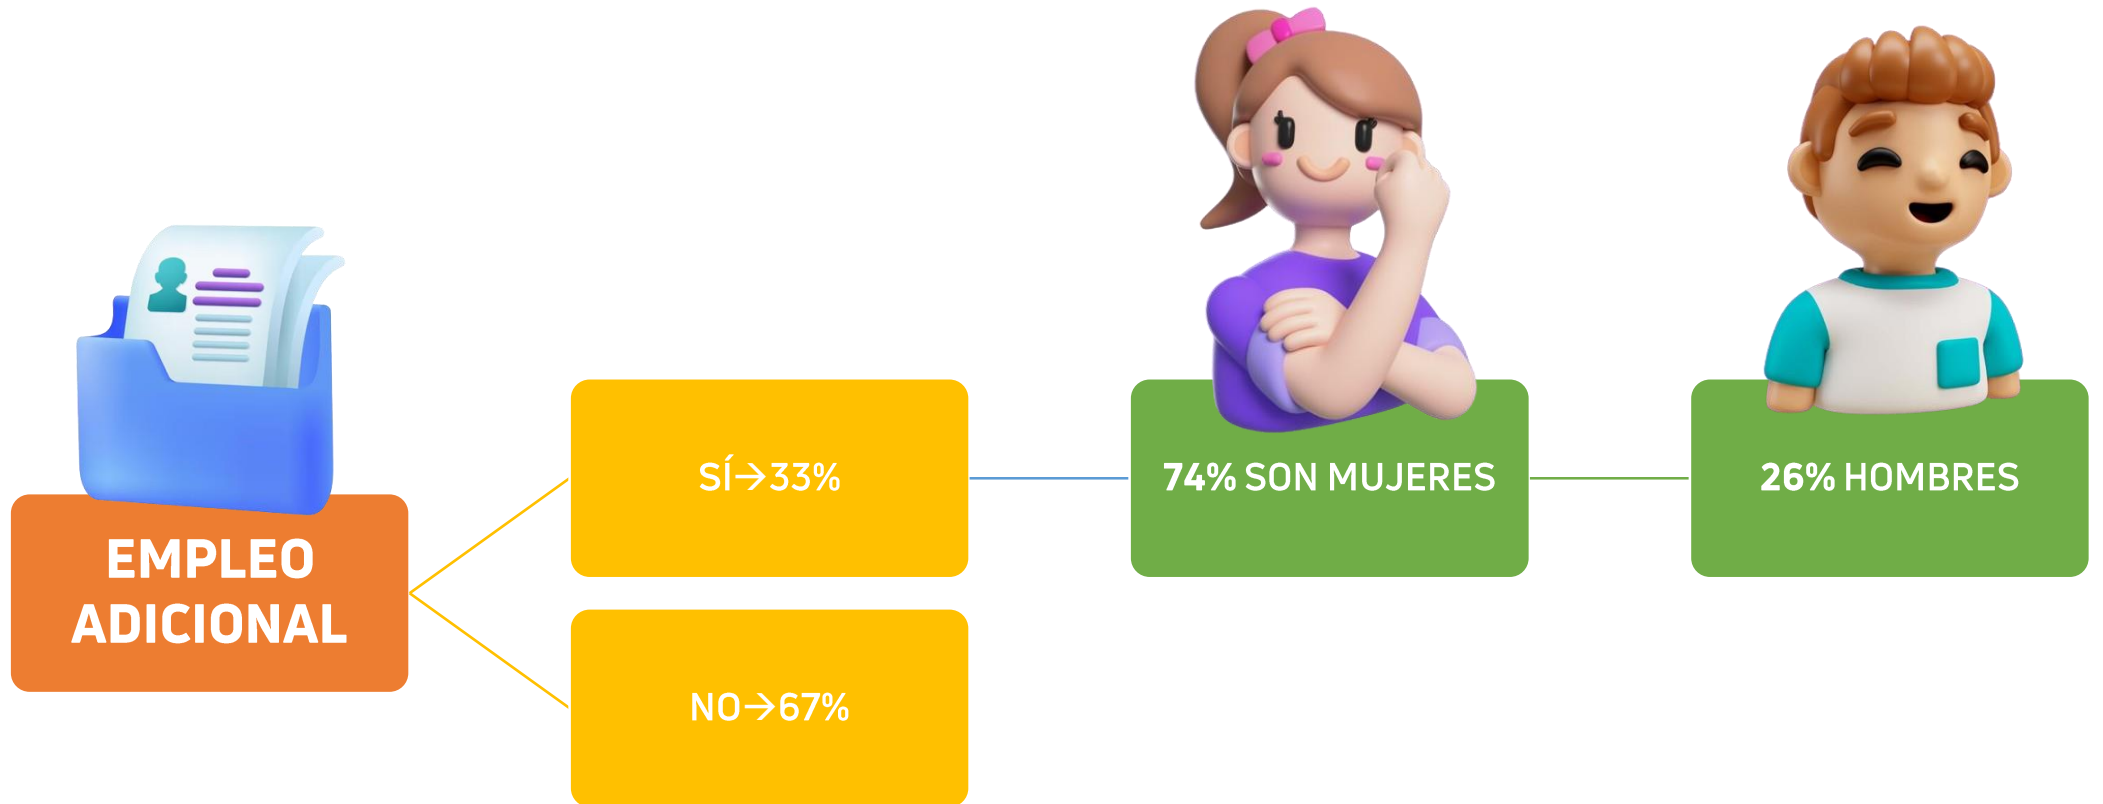 EMPLEO
ADICIONAL
SÍ→33%
NO→67%
74% SON MUJERES
26% HOMBRES